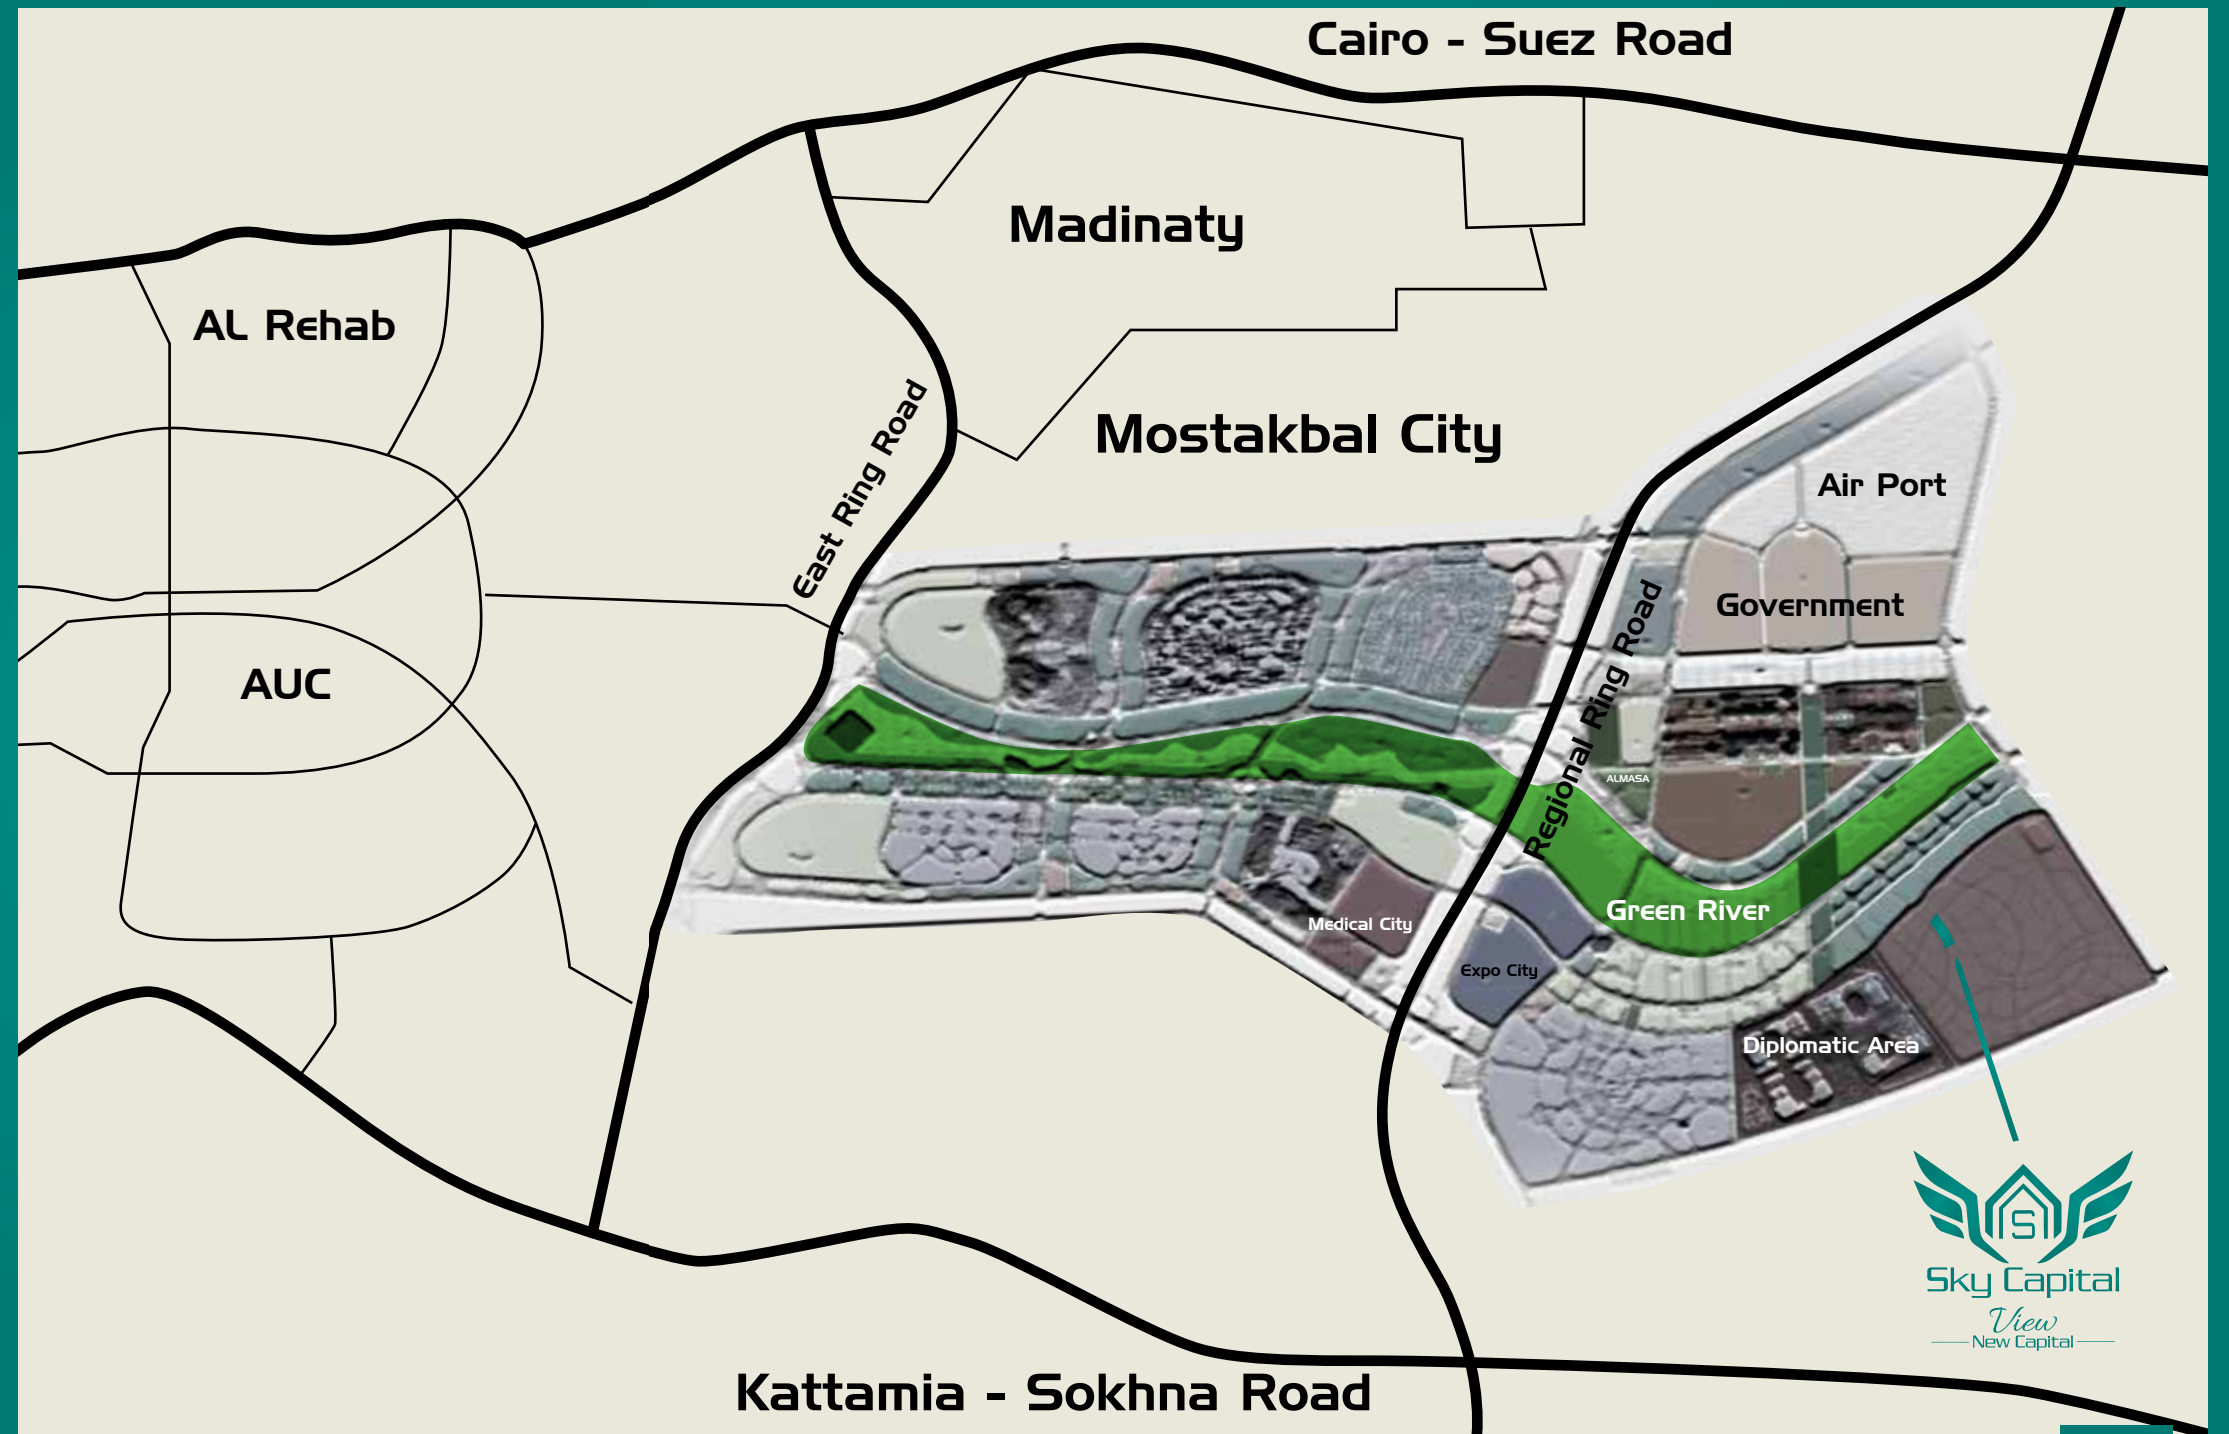 Cairo - Suez Road
Madinaty
AL Rehab
East Ring Road
Mostakbal City
Air Port
Government
Regional Ring Road
AUC
ALMASA
Green River
Medical City
Expo City
Diplomatic Area
S
Sky Capital
View
New Capital
Kattamia - Sokhna Road